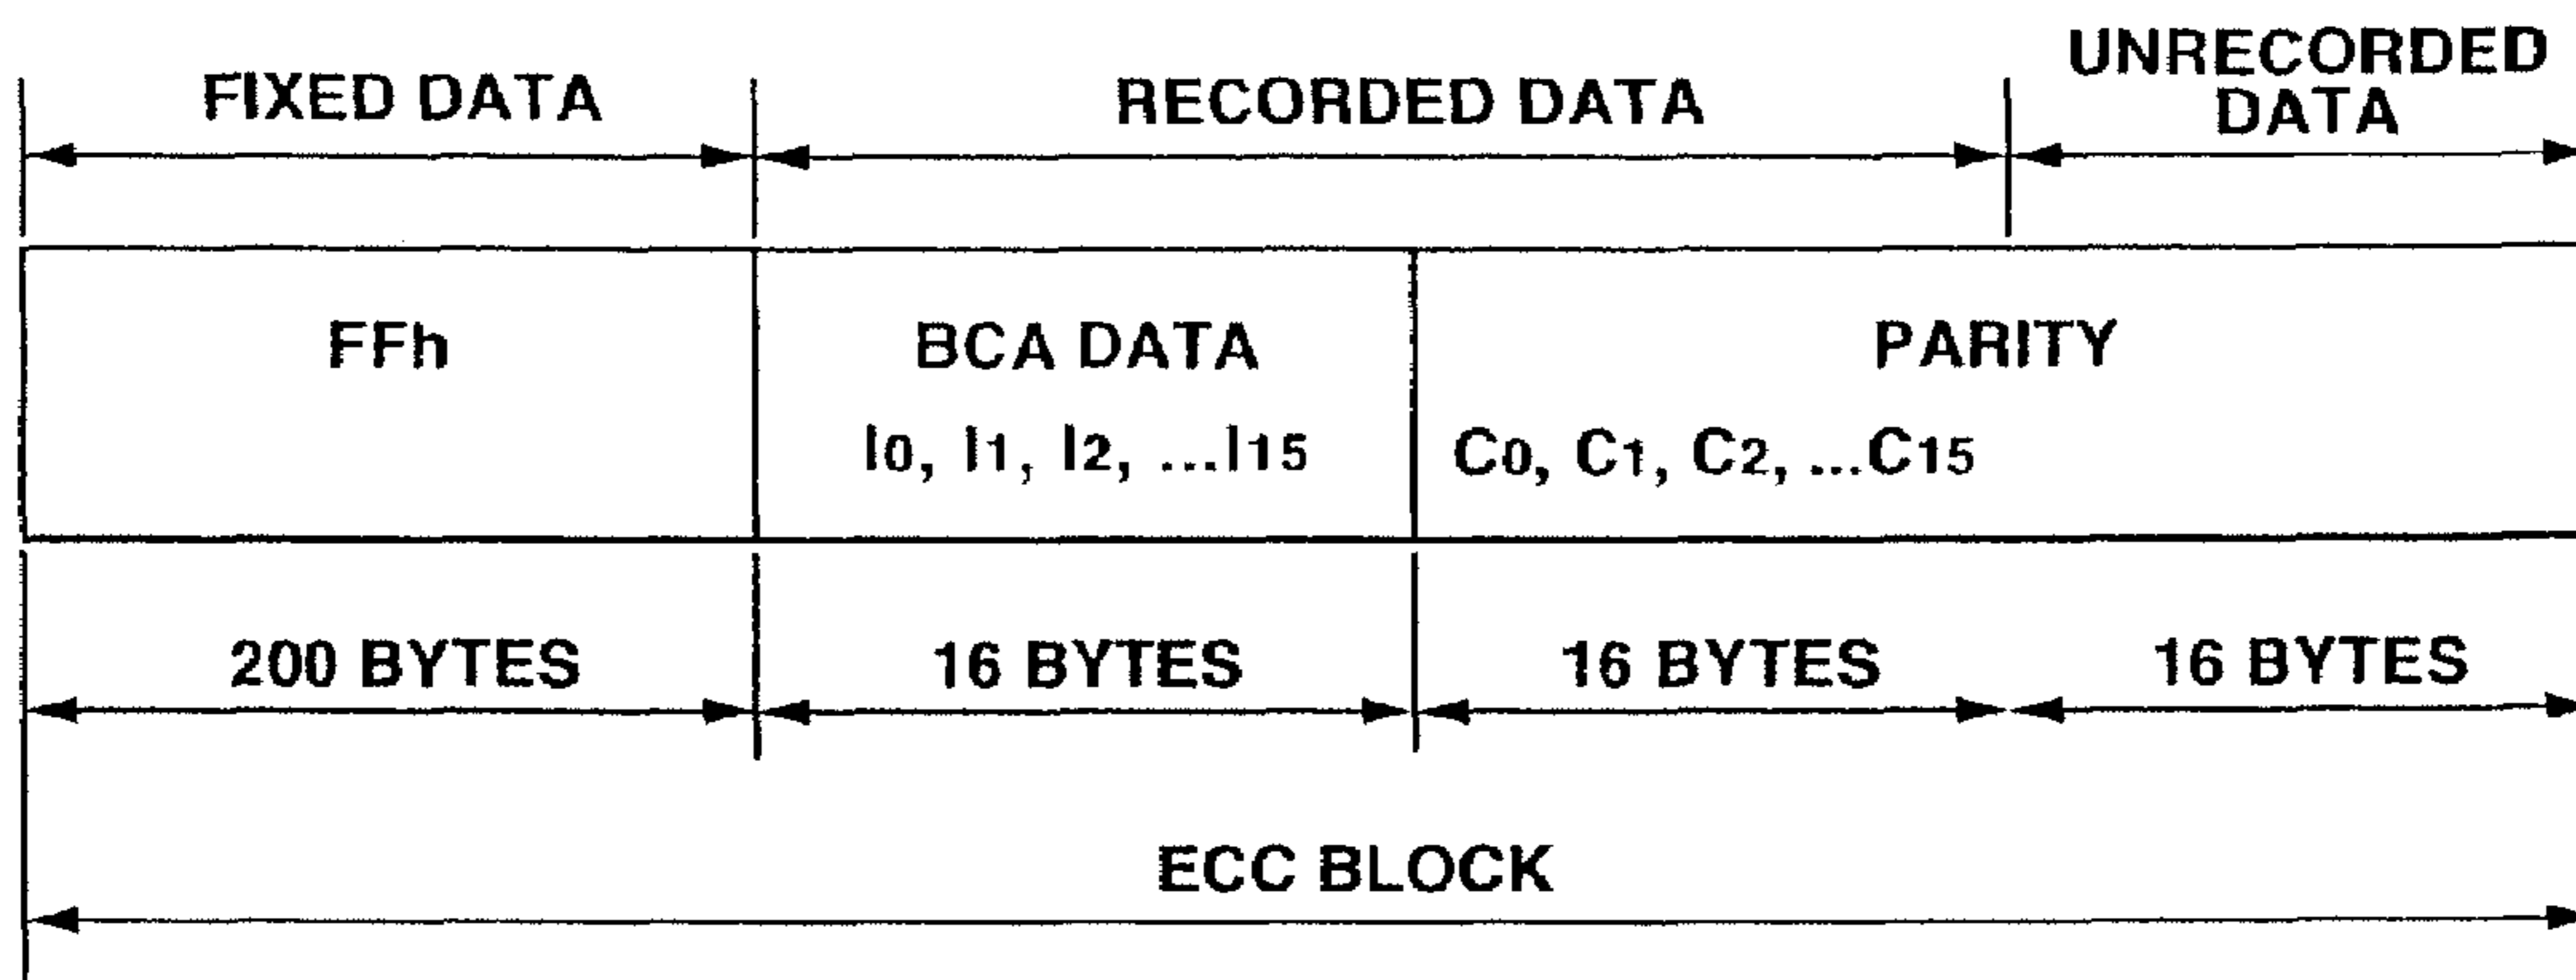 FIXED DATA
RECORDED DATA
UNRECORDED
DATA
FFh
BCA DATA
PARITY
I0, I1, I2, ...I15
C0, C1, C2, ...C15
200 BYTES
16 BYTES
16 BYTES
16 BYTES
ECC BLOCK